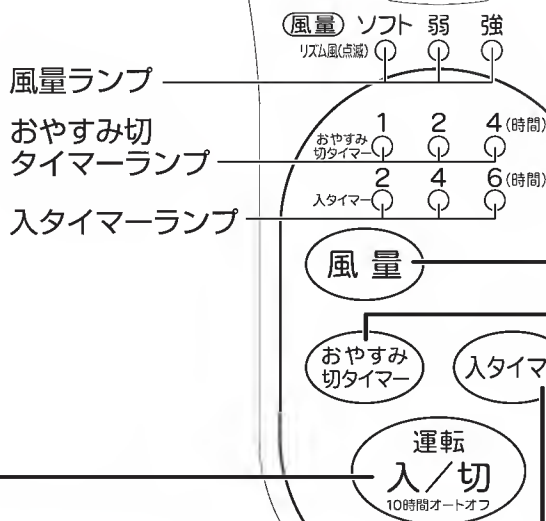 風量 ソフト 弱 強
リズム風(点滅)
風量ランプ
おやすみ切
タイマーランプ
1 2 4(時間)
おやすみ
切タイマー
2 4 6(時間)
入タイマー
入タイマーランプ
風量
おやすみ
切タイマー
入タイマ
運転
入/切
10時間オートオフ